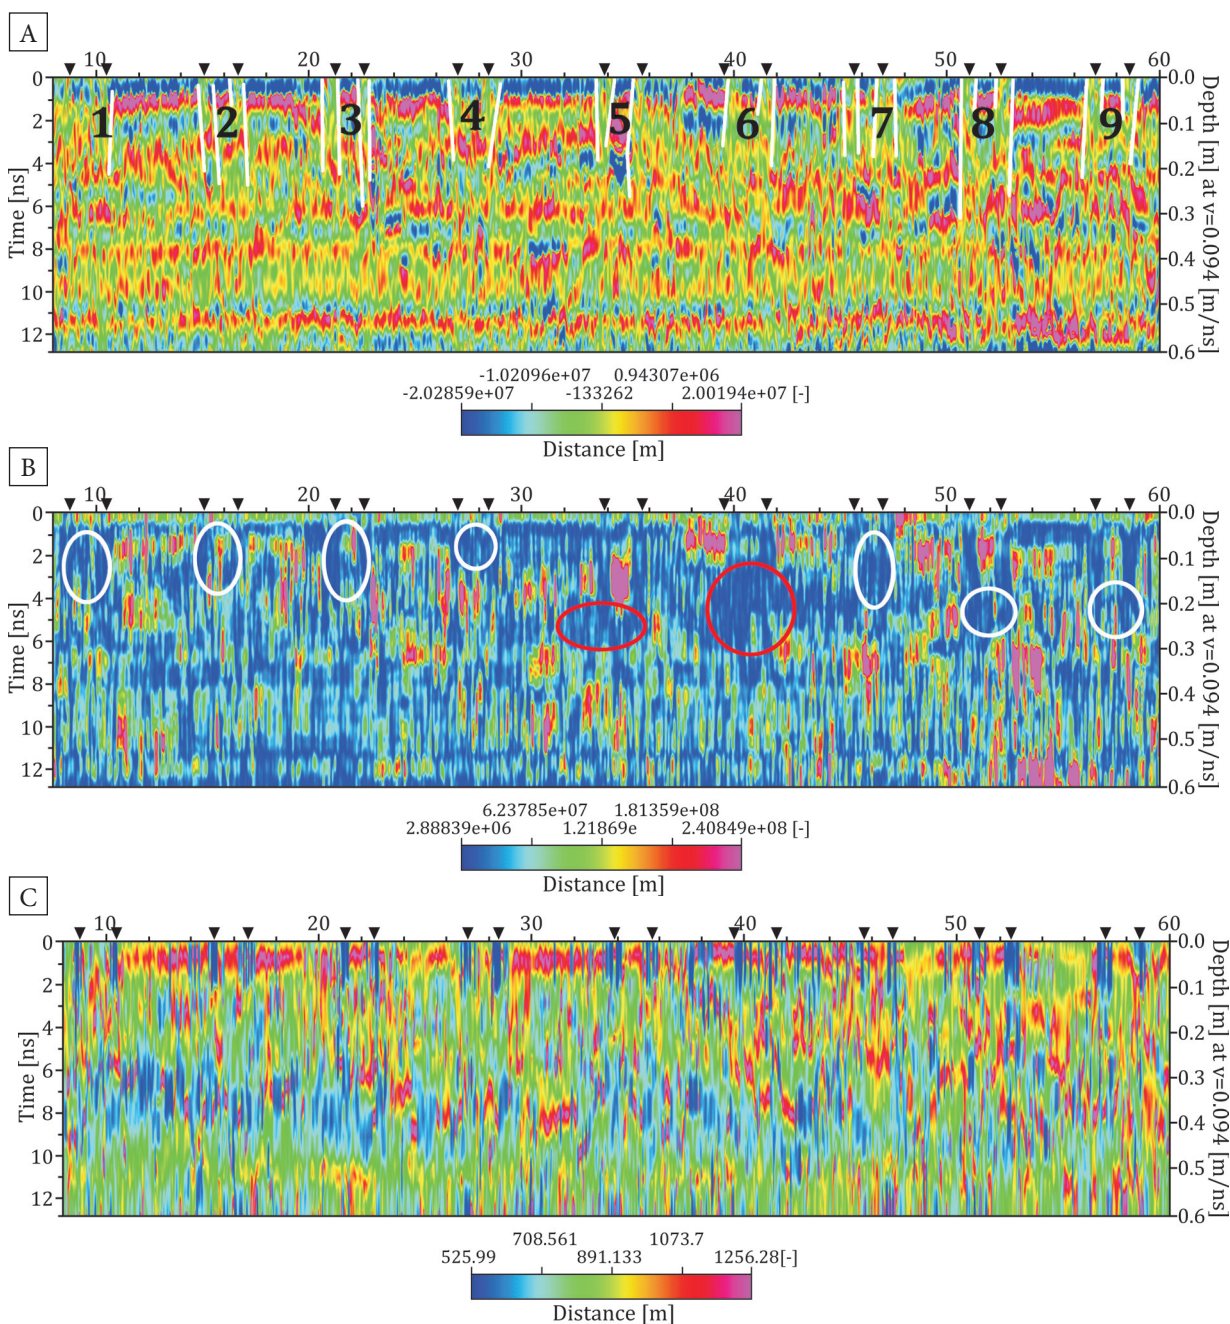 A
10 20 30 40 50 60
0 2 4 6 8 10 12
Time [ns]
1 2 3 4 5 6 7 8 9
0.0 0.1 0.2 0.3 0.4 0.5 0.6
Depth [m] at v=0.094 [m/ns]
-1.02096e+07 0.94307e+06
-2.02859e+07 -133262 2.00194e+07 [-]
Distance [m]
B
10 20 30 40 50 60
0 2 4 6 8 10 12
Time [ns]
0.0 0.1 0.2 0.3 0.4 0.5 0.6
Depth [m] at v=0.094 [m/ns]
6.23785e+07 1.81359e+08
2.88839e+06 1.21869e 2.40849e+08 [-]
Distance [m]
C
10 20 30 40 50 60
0 2 4 6 8 10 12
Time [ns]
0.0 0.1 0.2 0.3 0.4 0.5 0.6
Depth [m] at v=0.094 [m/ns]
708.561 1073.7
525.99 891.133 1256.28[-]
Distance [m]